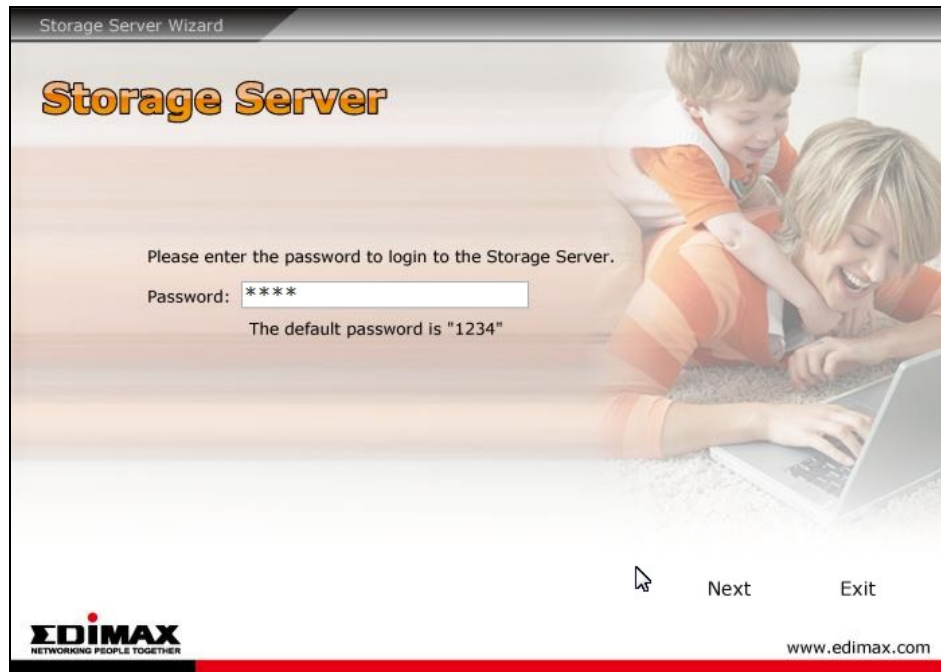 Storage Server Wizard
Storage Server
Please enter the password to login to the Storage Server.
Password: ****
The default password is "1234"
Next Exit
EDIMAX
NETWORKING PEOPLE TOGETHER
www.edimax.com